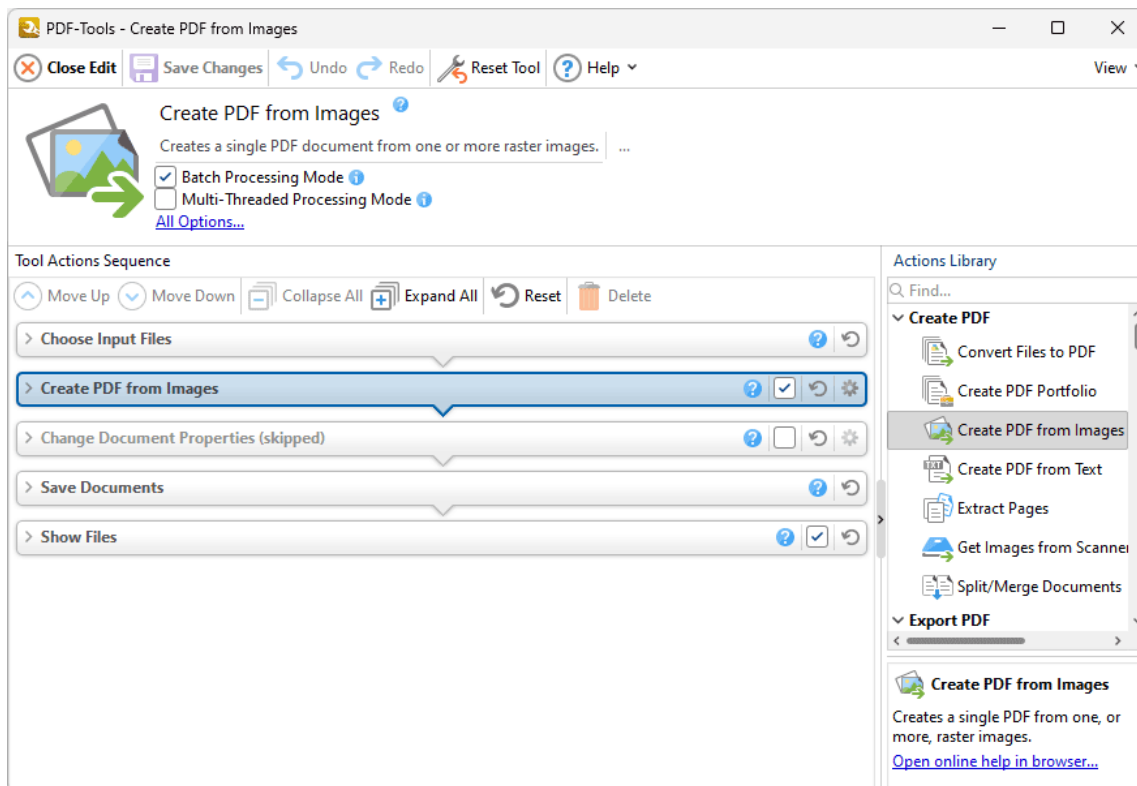 PDF-Tools - Create PDF from Images
Close Edit Save Changes Undo Redo Reset Tool Help View
Create PDF from Images
Creates a single PDF document from one or more raster images. ...
Batch Processing Mode
Multi-Threaded Processing Mode
All Options...
Tool Actions Sequence
Move Up Move Down Collapse All Expand All Reset Delete
Choose Input Files
Create PDF from Images
Change Document Properties (skipped)
Save Documents
Show Files
Actions Library
Find...
Create PDF
Convert Files to PDF
Create PDF Portfolio
Create PDF from Images
TXT Create PDF from Text
Extract Pages
Get Images from Scanner
Split/Merge Documents
Export PDF
Create PDF from Images
Creates a single PDF from one, or
more, raster images.
Open online help in browser...